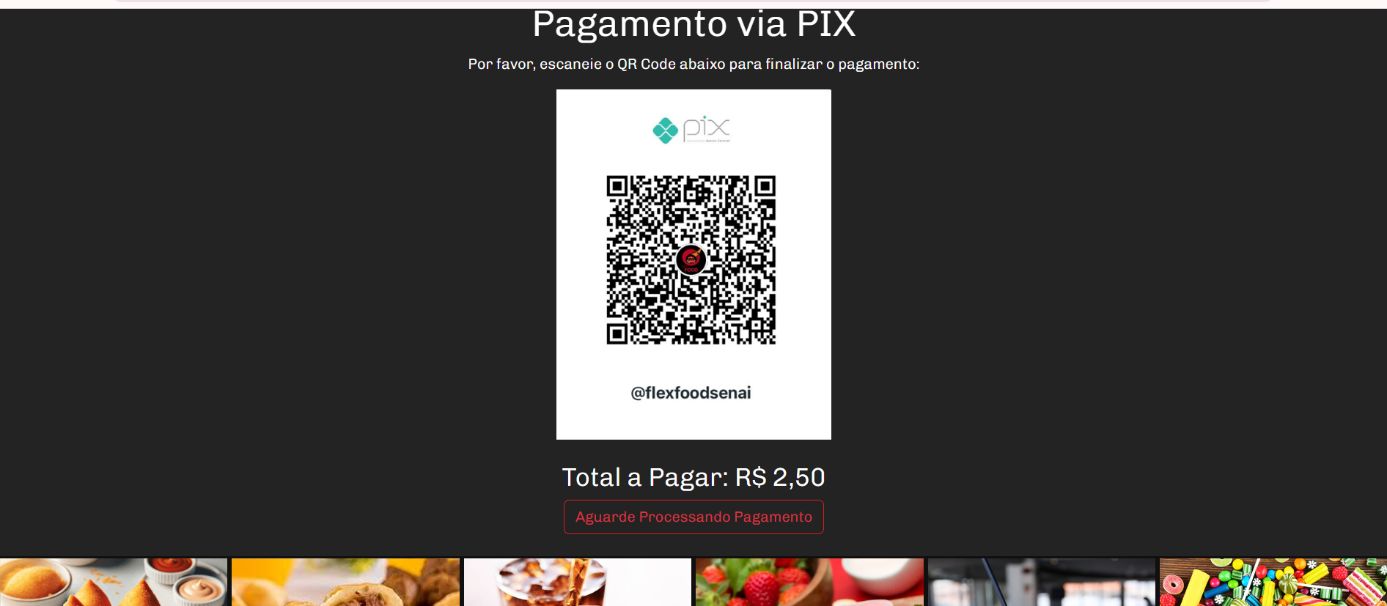 Pagamento via PIX
Por favor, escaneie o QR Code abaixo para finalizar o pagamento:
pix
@flexfoodsenai
Total a Pagar: R$ 2,50
Aguarde Processando Pagamento